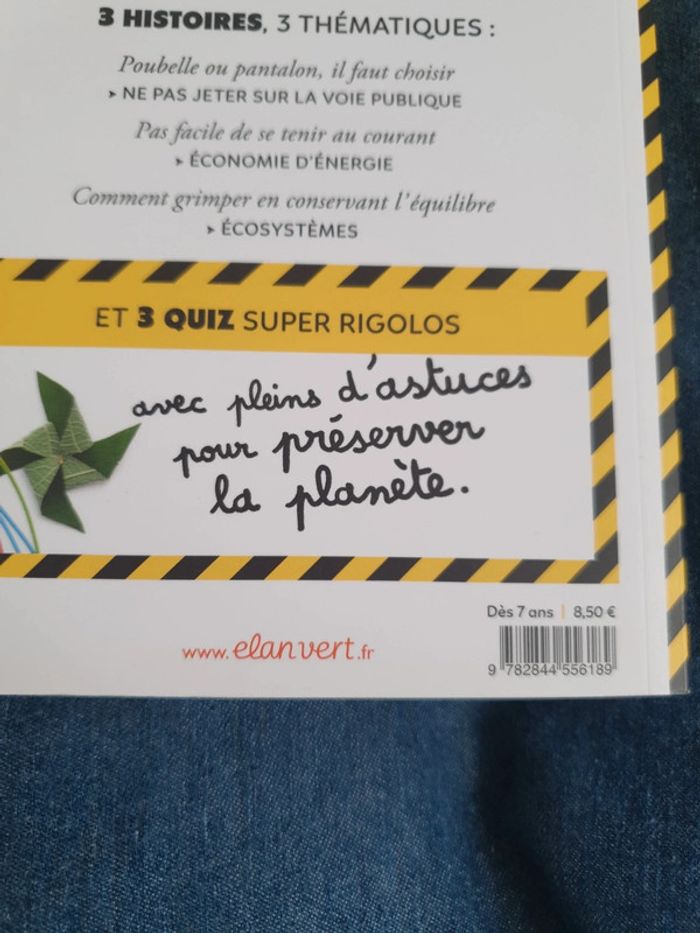 3 HISTOIRES, 3 THÉMATIQUES :
Poubelle ou pantalon, il faut choisir
➤ NE PAS JETER SUR LA VOIE PUBLIQUE
Pas facile de se tenir au courant
➤ ÉCONOMIE D'ÉNERGIE
Comment grimper en conservant l'équilibre
➤ ÉCOSYSTÈMES
ET 3 QUIZ SUPER RIGOLOS
avec pleins d'astuces
pour préserver
la planète.
Dès 7 ans | 8,50 €
www.elanvert.fr
9 782844 556189